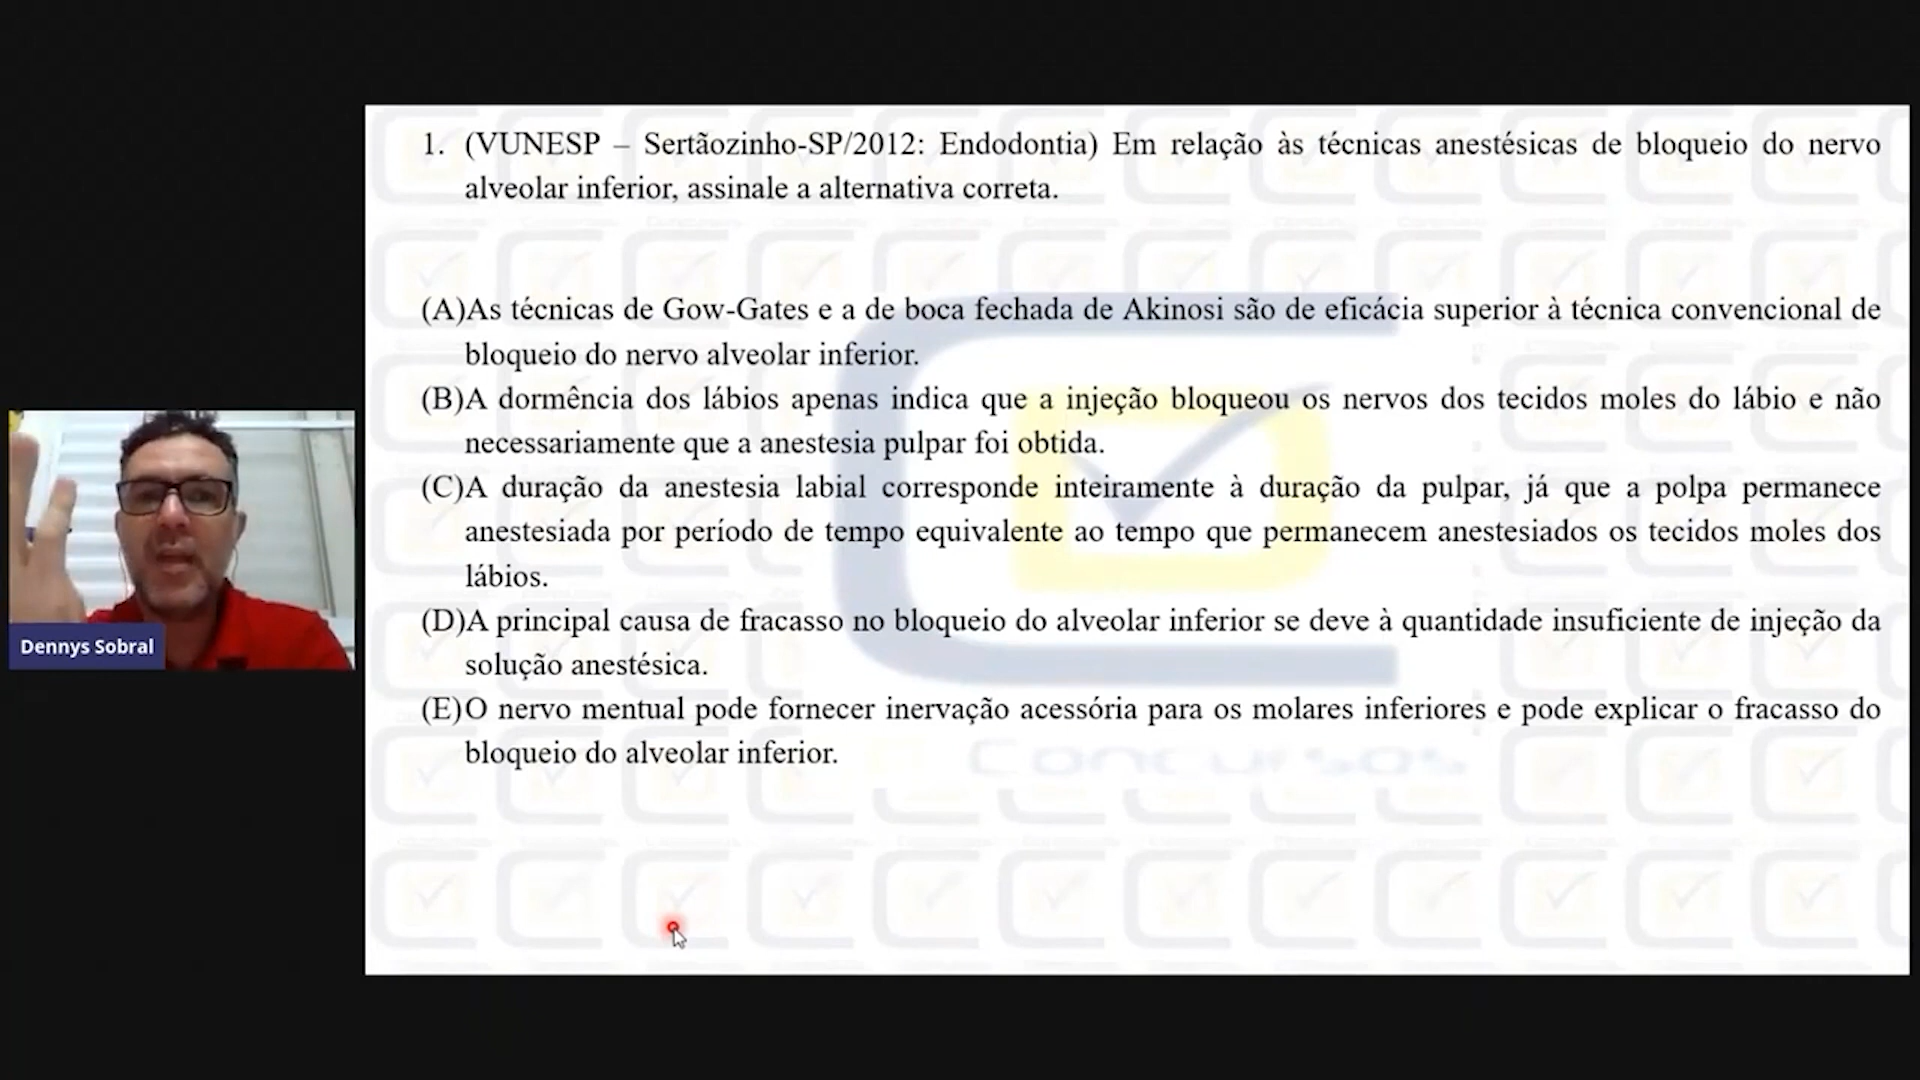 1. (VUNESP – Sertãozinho-SP/2012: Endodontia) Em relação às técnicas anestésicas de bloqueio do nervo
alveolar inferior, assinale a alternativa correta.
(A)As técnicas de Gow-Gates e a de boca fechada de Akinosi são de eficácia superior à técnica convencional de
bloqueio do nervo alveolar inferior.
(B)A dormência dos lábios apenas indica que a injeção bloqueou os nervos dos tecidos moles do lábio e não
necessariamente que a anestesia pulpar foi obtida.
(C)A duração da anestesia labial corresponde inteiramente à duração da pulpar, já que a polpa permanece
anestesiada por período de tempo equivalente ao tempo que permanecem anestesiados os tecidos moles dos
lábios.
(D)A principal causa de fracasso no bloqueio do alveolar inferior se deve à quantidade insuficiente de injeção da
solução anestésica.
(E)O nervo mentual pode fornecer inervação acessória para os molares inferiores e pode explicar o fracasso do
bloqueio do alveolar inferior.
Concursos
Dennys Sobral